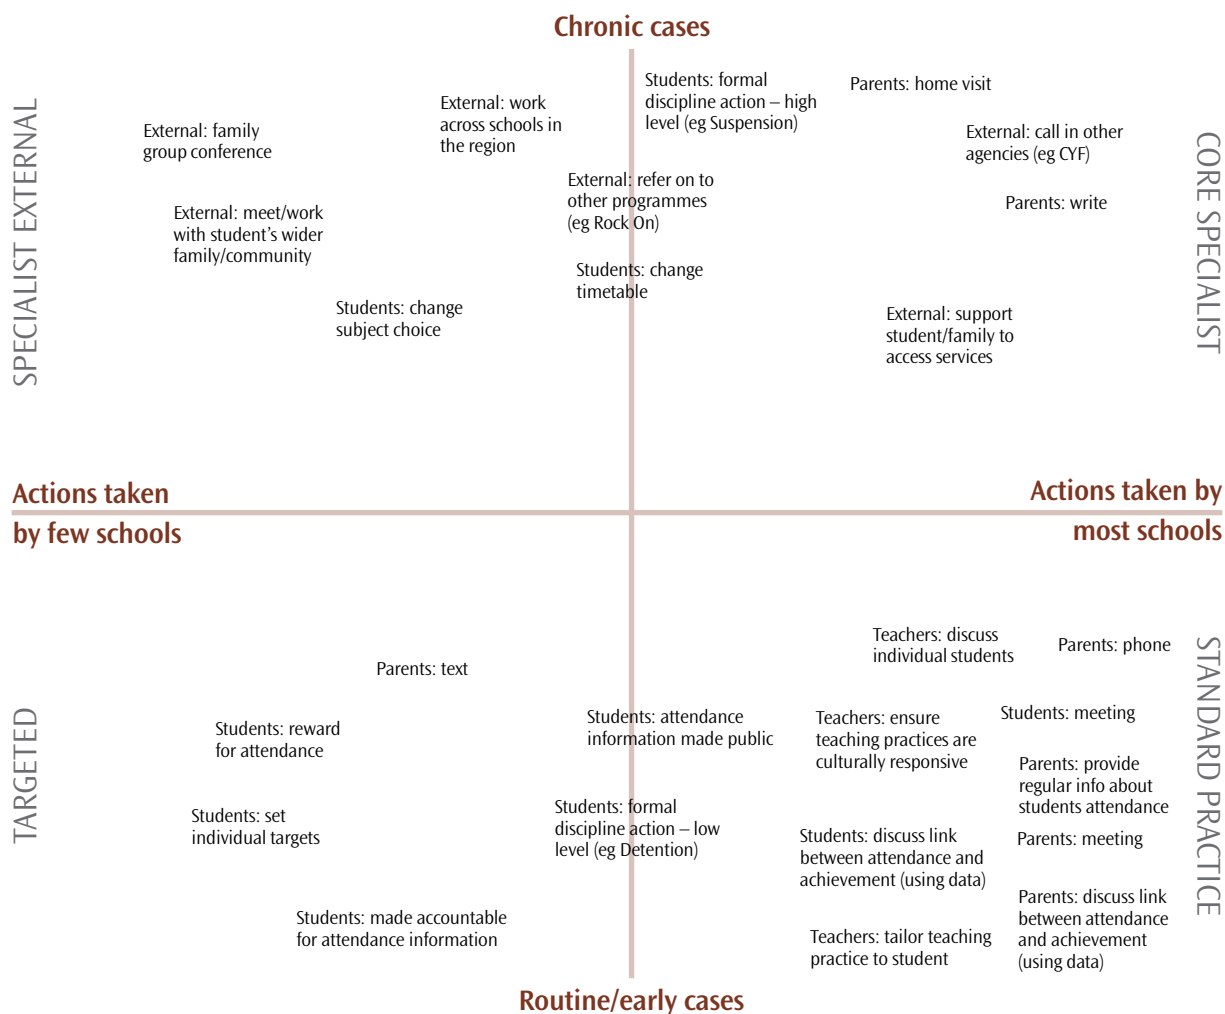 Chronic cases
SPECIALIST EXTERNAL
External: family
group conference
External: work
across schools in
the region
Students: formal
discipline action – high
level (eg Suspension)
Parents: home visit
External: call in other
agencies (eg CYF)
CORE SPECIALIST
External: meet/work
with student’s wider
family/community
External: refer on to
other programmes
(eg Rock On)
Parents: write
Students: change
timetable
Students: change
subject choice
External: support
student/family to
access services
Actions taken
by few schools
Actions taken by
most schools
TARGETED
Parents: text
Students: reward
for attendance
Students: set
individual targets
Students: made accountable
for attendance information
Students: attendance
information made public
Students: formal
discipline action – low
level (eg Detention)
Teachers: discuss
individual students
Parents: phone
STANDARD PRACTICE
Teachers: ensure
teaching practices are
culturally responsive
Students: meeting
Parents: provide
regular info about
students attendance
Students: discuss link
between attendance and
achievement (using data)
Parents: meeting
Teachers: tailor teaching
practice to student
Parents: discuss link
between attendance
and achievement
(using data)
Routine/early cases